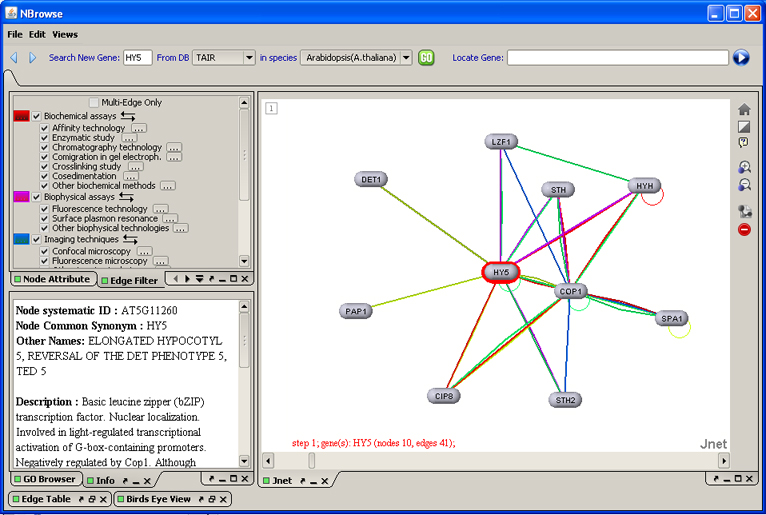 NBrowse
File Edit Views
Search New Gene: HY5 From DB TAIR in species Arabidopsis(A.thaliana) GO Locate Gene:
Multi-Edge Only
Biochemical assays
Affinity technology ...
Enzymatic study ...
Chromatography technology ...
Comigration in gel electroph. ...
Crosslinking study ...
Cosedimentation ...
Other biochemical methods ...
Biophysical assays
Fluorescence technology ...
Surface plasmon resonance ...
Other biophysical technologies ...
Imaging techniques
Confocal microscopy ...
Fluorescence microscopy ...
Node Attribute Edge Filter
Node systematic ID : AT5G11260
Node Common Synonym : HY5
Other Names: ELONGATED HYPOCOTYL
5, REVERSAL OF THE DET PHENOTYPE 5,
TED 5
Description : Basic leucine zipper (bZIP)
transcription factor. Nuclear localization.
Involved in light-regulated transcriptional
activation of G-box-containing promoters.
Negatively regulated by Cop1. Although
GO Browser Info
Edge Table Birds Eye View
1
LZF1
DET1
STH
HYH
HY5
COP1
PAP1
SPA1
CIP8
STH2
step 1; gene(s): HY5 (nodes 10, edges 41);
Jnet
Jnet